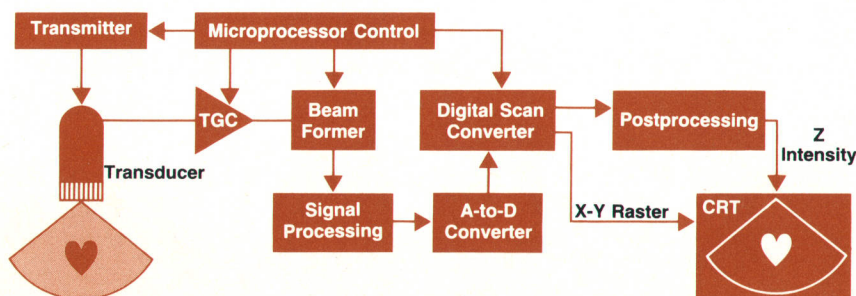 Transmitter
Microprocessor Control
TGC
Beam
Former
Digital Scan
Converter
Postprocessing
Z
Intensity
Transducer
Signal
Processing
A-to-D
Converter
X-Y Raster
CRT